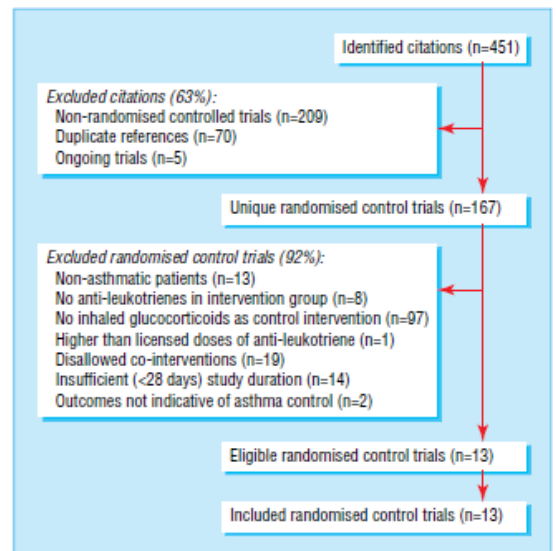 Identified citations (n=451)
Excluded citations (63%):
Non-randomised controlled trials (n=209)
Duplicate references (n=70)
Ongoing trials (n=5)
Unique randomised control trials (n=167)
Excluded randomised control trials (92%):
Non-asthmatic patients (n=13)
No anti-leukotrienes in intervention group (n=8)
No inhaled glucocorticoids as control intervention (n=97)
Higher than licensed doses of anti-leukotriene (n=1)
Disallowed co-interventions (n=19)
Insufficient (<28 days) study duration (n=14)
Outcomes not indicative of asthma control (n=2)
Eligible randomised control trials (n=13)
Included randomised control trials (n=13)